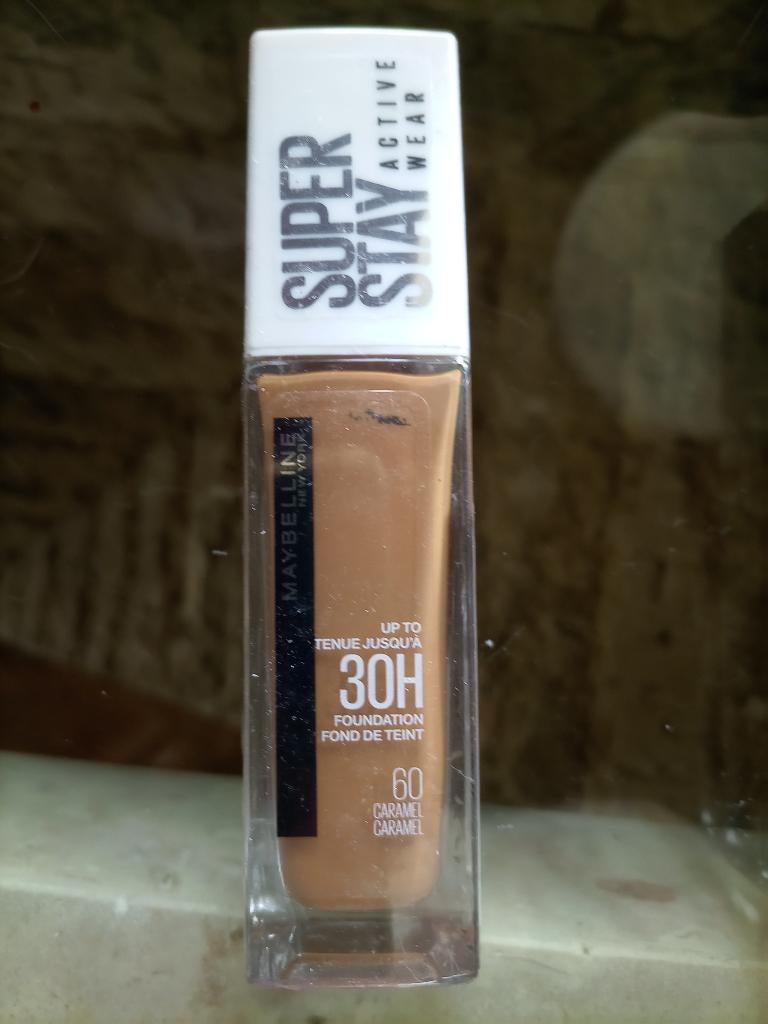 SUPER
STAY
ACTIVE
WEAR
MAYBELLINE
NEW YORK
UP TO
TENUE JUSQU'À
30H
FOUNDATION
FOND DE TEINT
60
CARAMEL
CARAMEL